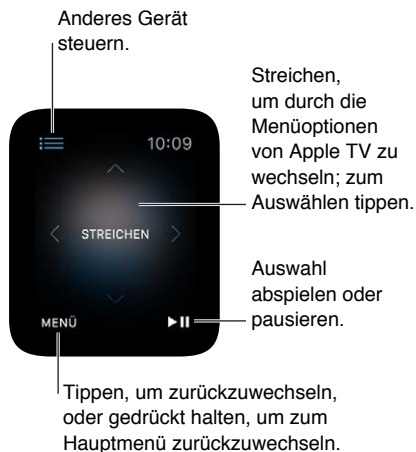 Anderes Gerät
steuern.
Streichen,
um durch die
Menüoptionen
von Apple TV zu
wechseln; zum
Auswählen tippen.
10:09
STREICHEN
Auswahl
abspielen oder
pausieren.
MENÜ
Tippen, um zurückzuwechseln,
oder gedrückt halten, um zum
Hauptmenü zurückzuwechseln.